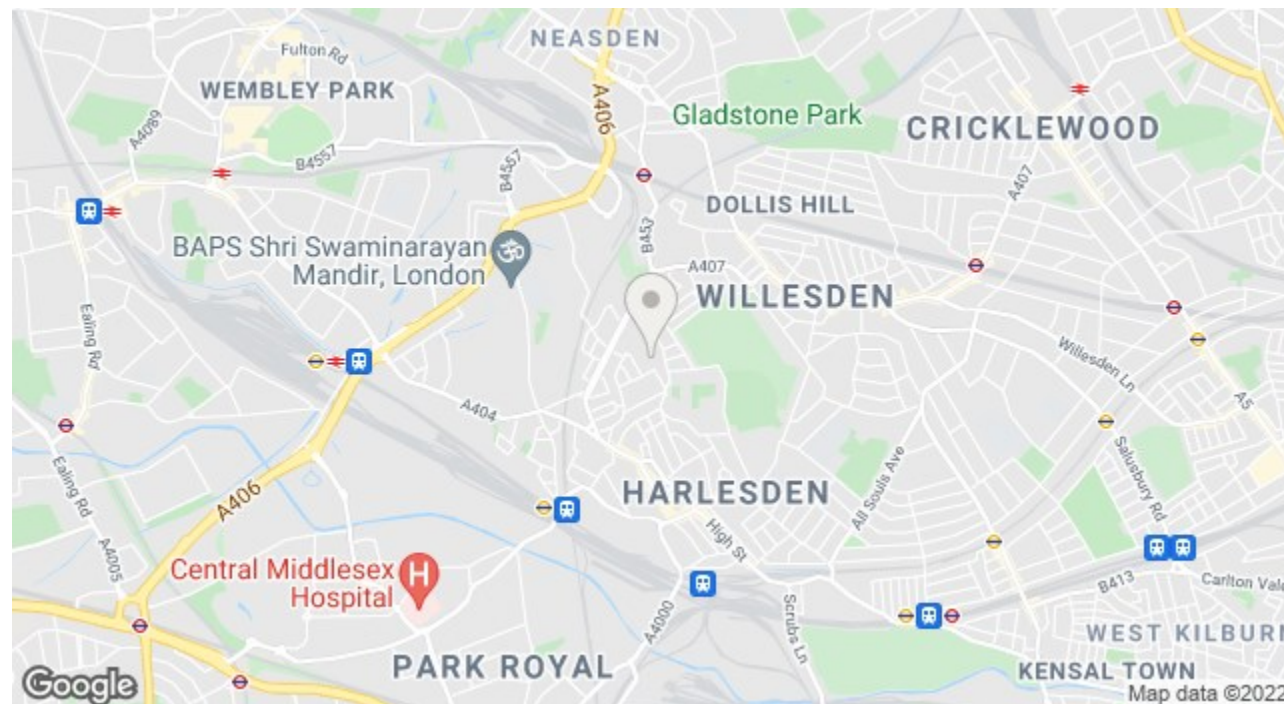 NEASDEN
Fulton Rd
WEMBLEY PARK
A406
Gladstone Park
CRICKLEWOOD
A4089
B4557
B4557
A407
DOLLIS HILL
B453
BAPS Shri Swaminarayan
Mandir, London
A407
WILLESDEN
Ealing Rd
Willesden Ln
A5
A404
Salusbury Rd
Ealing Rd
A406
HARLESDEN
All Souls Ave
High St
A4005
Central Middlesex
Hospital
H
B413
Carlton Vale
A4000
Scrubs Ln
WEST KILBUR
PARK ROYAL
KENSAL TOWN
Google
Map data ©2022